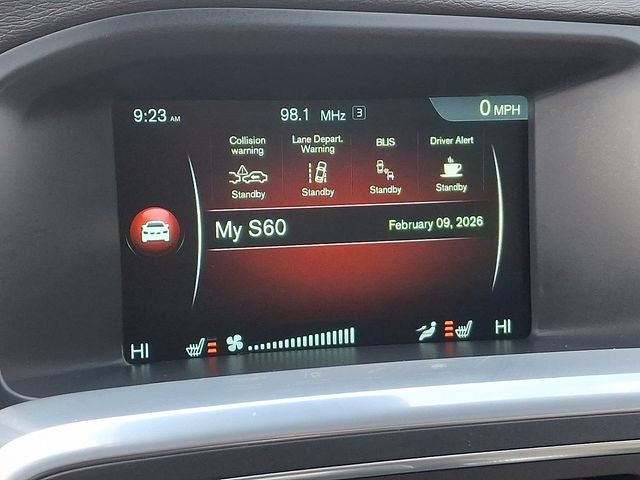 9:23 AM 98.1 MHz 3 0 MPH
Collision warning
Standby
Lane Depart. Warning
Standby
BLIS
Standby
Driver Alert
Standby
My S60 February 09, 2026
HI HI